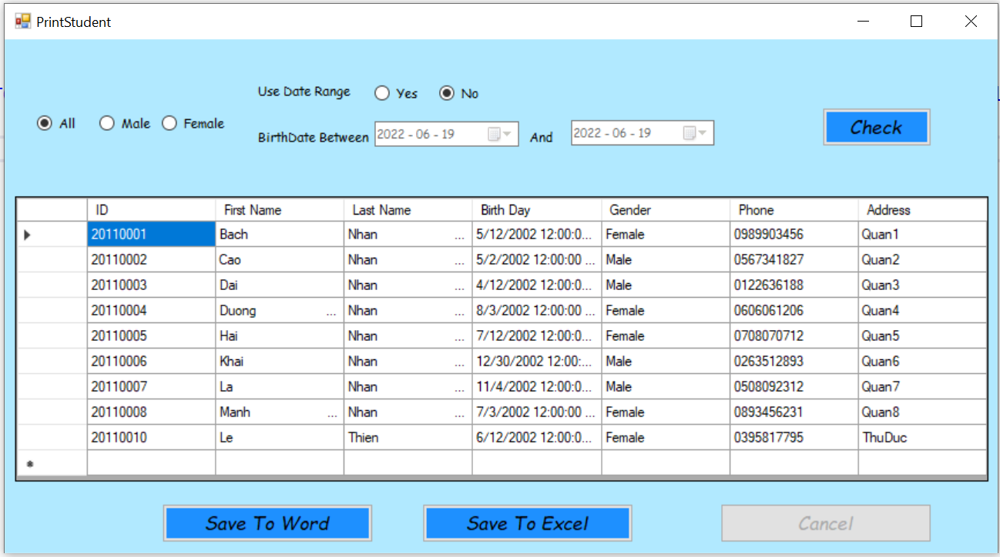 PrintStudent
Use Date Range Yes No
All Male Female
BirthDate Between 2022 - 06 - 19 And 2022 - 06 - 19
Check
ID First Name Last Name Birth Day Gender Phone Address
20110001 Bach Nhan ... 5/12/2002 12:00:0... Female 0989903456 Quan1
20110002 Cao Nhan ... 5/2/2002 12:00:00 ... Male 0567341827 Quan2
20110003 Dai Nhan ... 4/12/2002 12:00:0... Male 0122636188 Quan3
20110004 Duong ... Nhan ... 8/3/2002 12:00:00 ... Female 0606061206 Quan4
20110005 Hai Nhan ... 7/12/2002 12:00:0... Female 0708070712 Quan5
20110006 Khai Nhan ... 12/30/2002 12:00:... Male 0263512893 Quan6
20110007 La Nhan ... 11/4/2002 12:00:0... Male 0508092312 Quan7
20110008 Manh ... Nhan ... 7/3/2002 12:00:00 ... Female 0893456231 Quan8
20110010 Le Thien 6/12/2002 12:00:0... Female 0395817795 ThuDuc
Save To Word Save To Excel Cancel